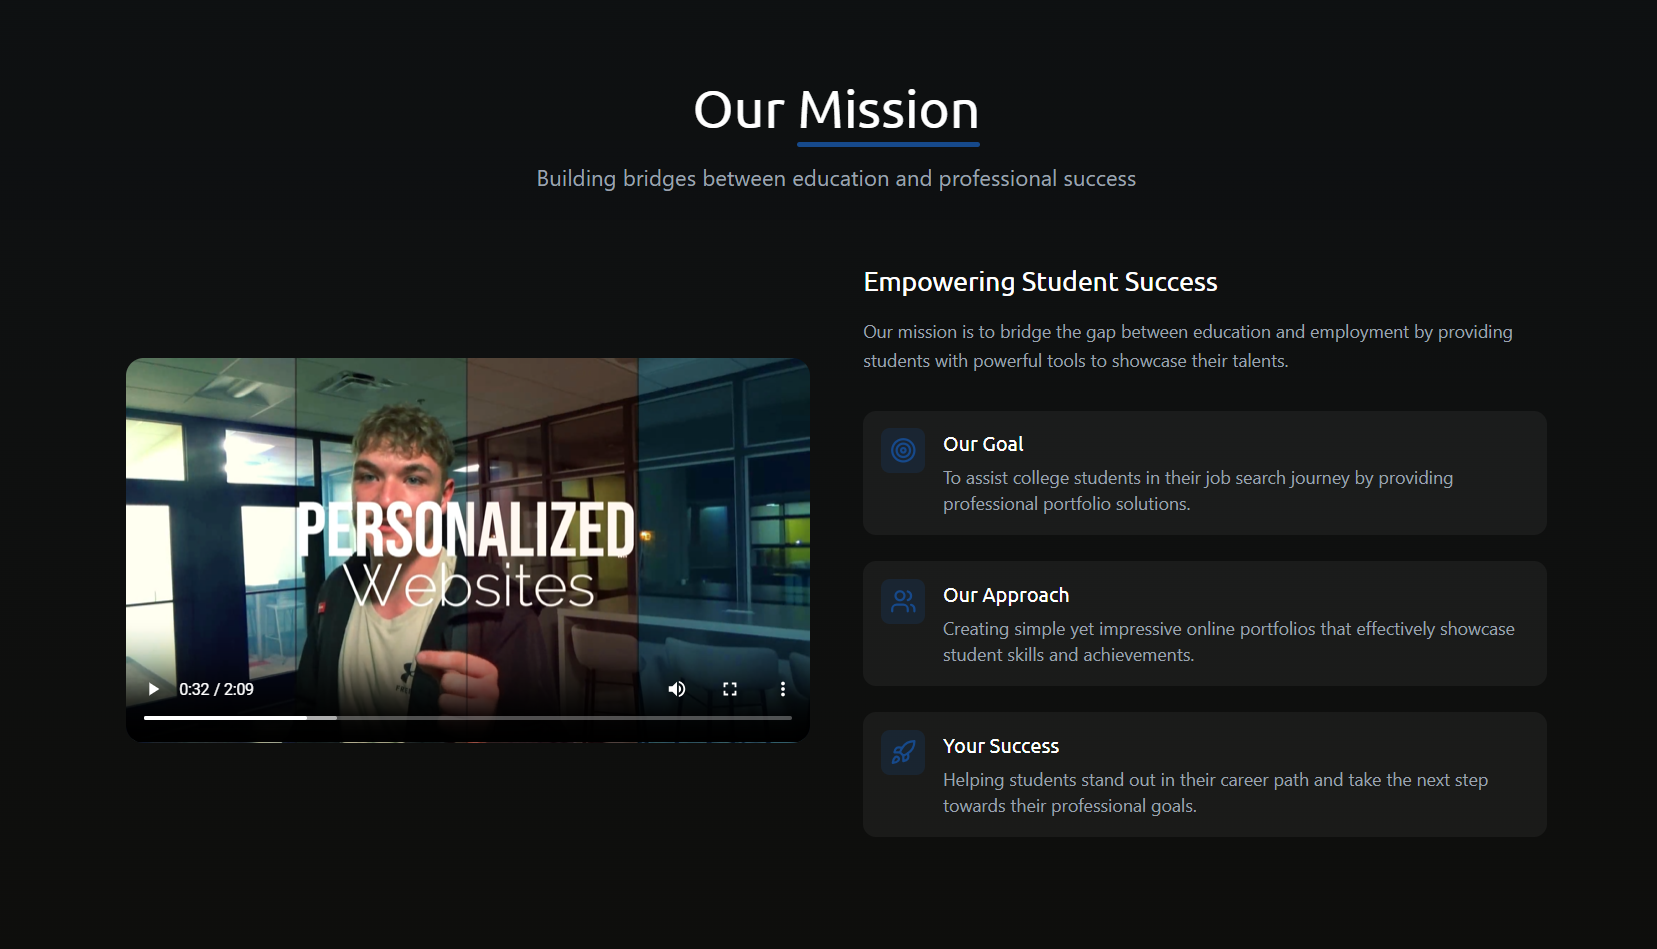 Our Mission
Building bridges between education and professional success
PERSONALIZED
Websites
0:32 / 2:09
Empowering Student Success
Our mission is to bridge the gap between education and employment by providing
students with powerful tools to showcase their talents.
Our Goal
To assist college students in their job search journey by providing
professional portfolio solutions.
Our Approach
Creating simple yet impressive online portfolios that effectively showcase
student skills and achievements.
Your Success
Helping students stand out in their career path and take the next step
towards their professional goals.